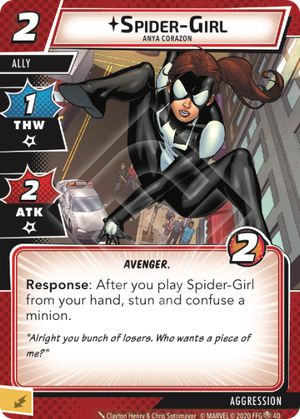 2
Spider-Girl
ANYA CORAZON
ALLY
1
THW
2
ATK
2
AVENGER.
Response: After you play Spider-Girl
from your hand, stun and confuse a
minion.
"Alright you bunch of losers. Who wants a piece of
me?"
AGGRESSION
Clayton Henry & Chris Sotomayor © MARVEL © 2020 FFG 40